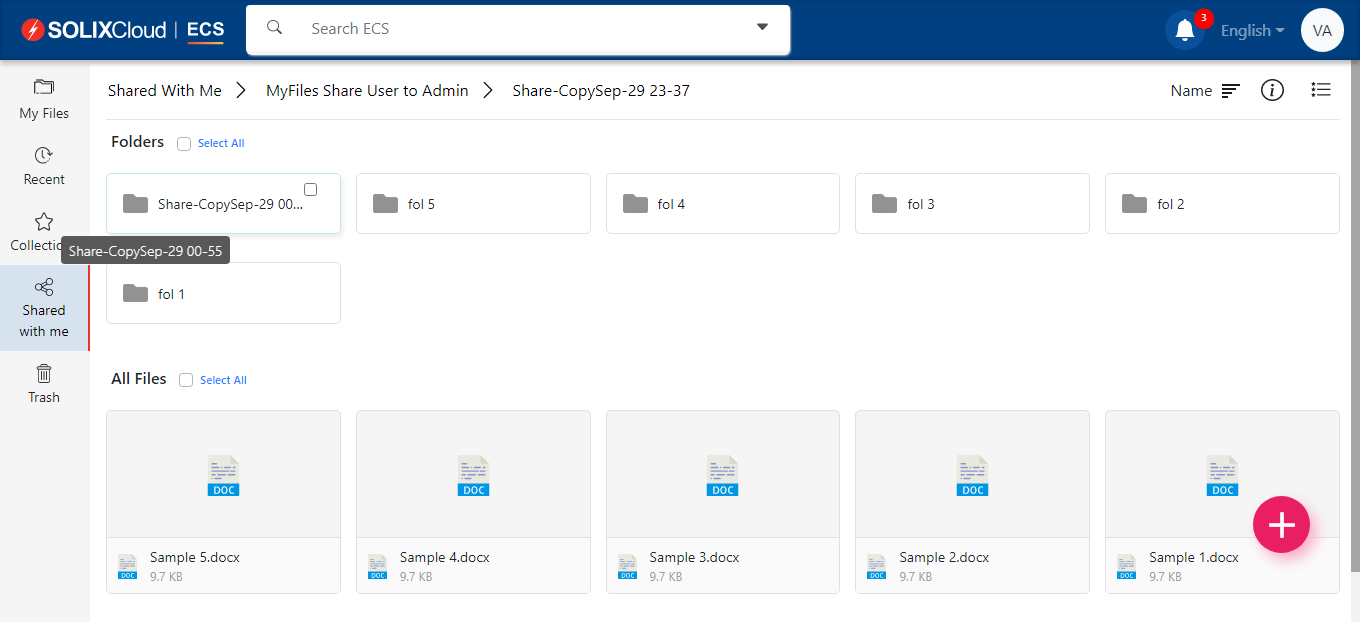 SOLIXCloud | ECS
Search ECS
3
English
VA
My Files
Recent
Collectio
Shared
with me
Trash
Shared With Me > MyFiles Share User to Admin > Share-CopySep-29 23-37
Name
Folders
Select All
Share-CopySep-29 00...
fol 5
fol 4
fol 3
fol 2
Share-CopySep-29 00-55
fol 1
All Files
Select All
DOC
DOC
DOC
DOC
DOC
DOC
Sample 5.docx
9.7 KB
DOC
Sample 4.docx
9.7 KB
DOC
Sample 3.docx
9.7 KB
DOC
Sample 2.docx
9.7 KB
DOC
Sample 1.docx
9.7 KB